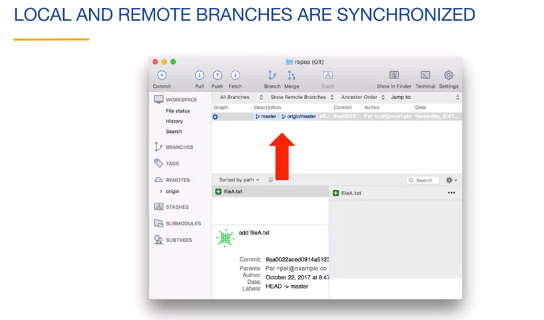 LOCAL AND REMOTE BRANCHES ARE SYNCHRONIZED
repos (Git)
Commit Pull Push Fetch Branch Merge Stash Show in Finder Terminal Settings
All Branches Show Remote Branches Ancestor Order Jump to:
Graph Description Commit Author Date
master origin/master 9aa0022 Pat <pat@example Yesterday, 8:47
WORKSPACE
File status
History
Search
BRANCHES
TAGS
REMOTES
origin
STASHES
SUBMODULES
SUBTREES
Sorted by path Search
fileA.txt
fileA.txt
add fileA.txt
Commit: 9aa0022aced0914a5123
Parents: Pat <pat@example.co
Author: October 22, 2017 at 8:47
Date:
Labels: HEAD -> master